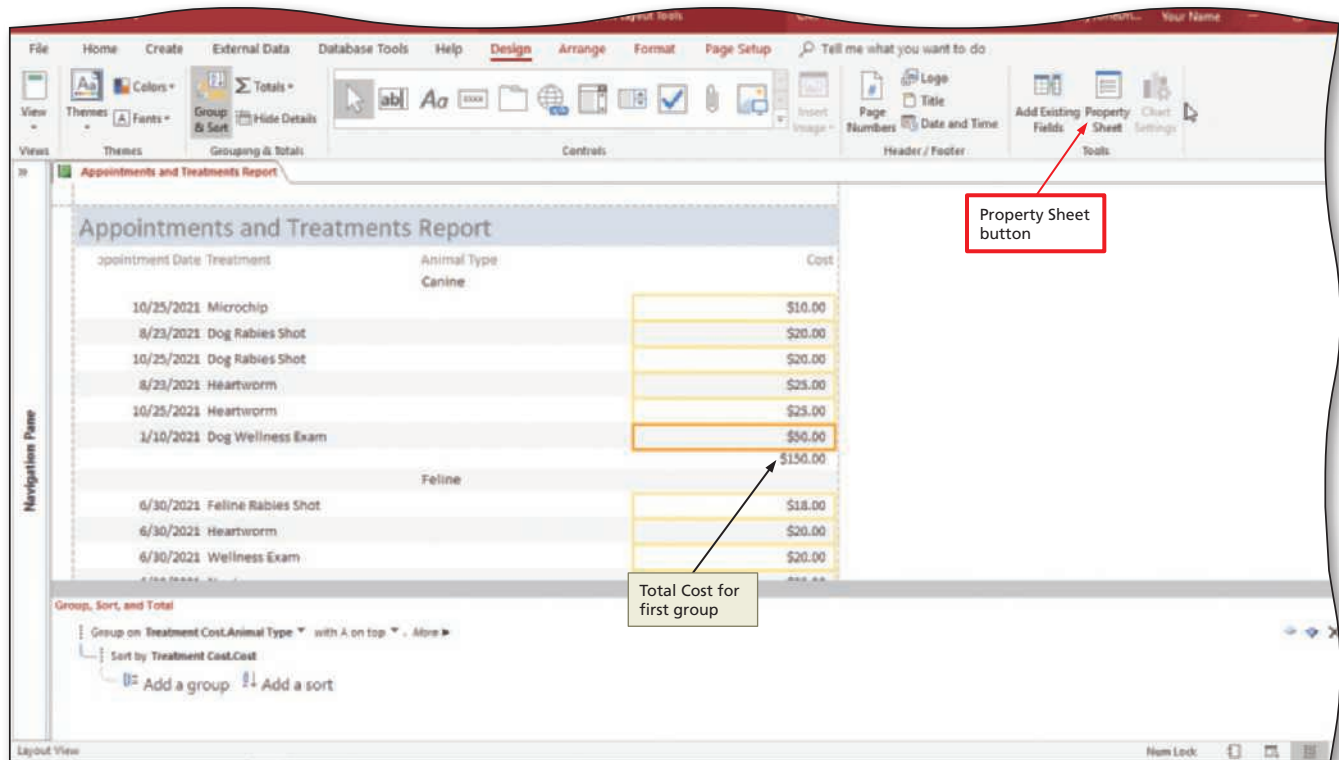 Layout Tools
Your Name
File Home Create External Data Database Tools Help Design Arrange Format Page Setup Tell me what you want to do
View
Views
Themes
Colors
Fonts
Themes
Group & Sort
Totals
Hide Details
Grouping & Totals
Aa
Controls
Insert Image
Page Numbers
Logo
Title
Date and Time
Header / Footer
Add Existing Fields
Property Sheet
Chart Settings
Tools
Property Sheet
button
Navigation Pane
Appointments and Treatments Report
Appointments and Treatments Report
ppointment Date Treatment Animal Type Cost
Canine
10/25/2021 Microchip $10.00
8/23/2021 Dog Rabies Shot $20.00
10/25/2021 Dog Rabies Shot $20.00
8/23/2021 Heartworm $25.00
10/25/2021 Heartworm $25.00
1/10/2021 Dog Wellness Exam $50.00
$150.00
Feline
6/30/2021 Feline Rabies Shot $18.00
6/30/2021 Heartworm $20.00
6/30/2021 Wellness Exam $20.00
Total Cost for
first group
Group, Sort, and Total
Group on Treatment Cost.Animal Type with A on top , More
Sort by Treatment Cost.Cost
Add a group Add a sort
Layout View
Num Lock